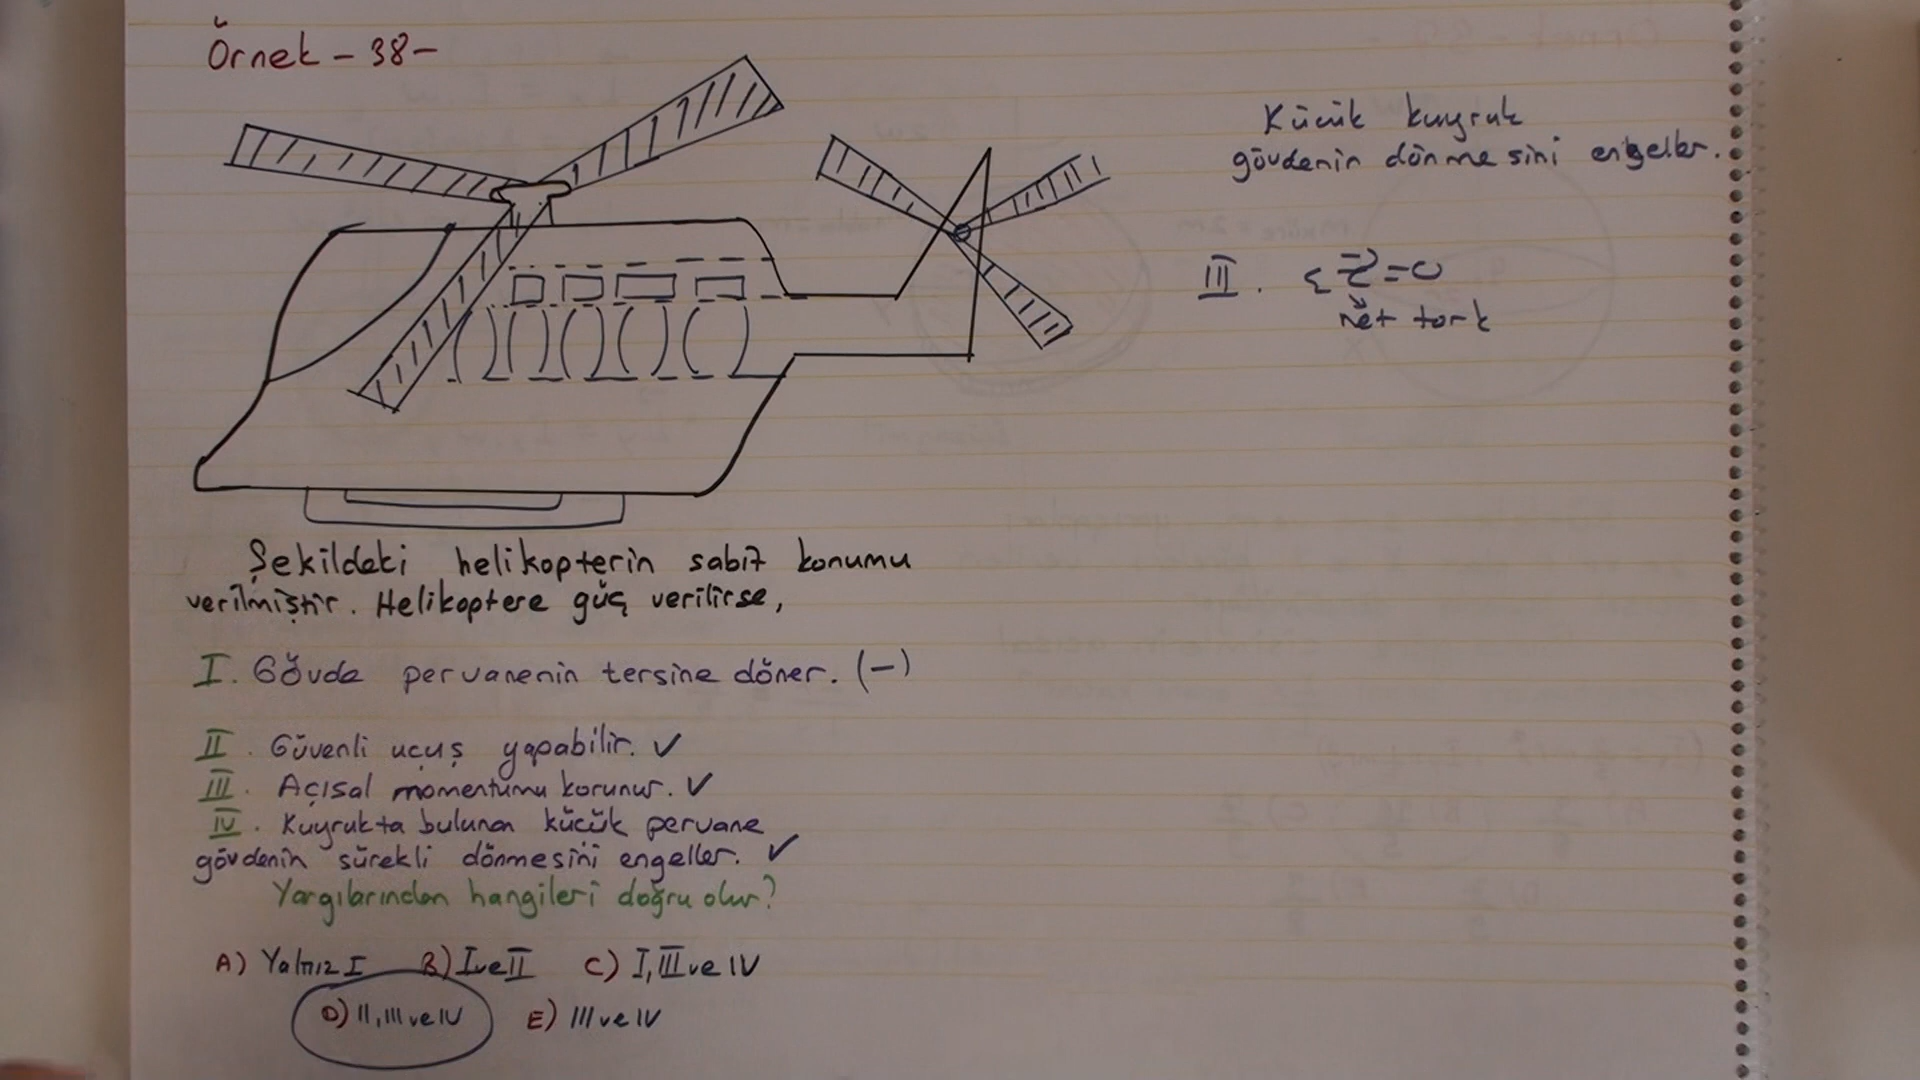 Örnek - 38-
Küçük kuyruk
gövdenin dönmesini engeller.
III. Στ=0
net tork
Şekildeki helikopterin sabit konumu
verilmiştir. Helikoptere güç verilirse,
I. Gövde pervanenin tersine döner. (-)
II. Güvenli uçuş yapabilir. ✓
III. Açısal momentumu korunur. ✓
IV. Kuyrukta bulunan küçük pervane
gövdenin sürekli dönmesini engeller. ✓
Yargılarından hangileri doğru olur?
A) Yalnız I B) I ve II C) I, III ve IV
D) II, III ve IV E) III ve IV